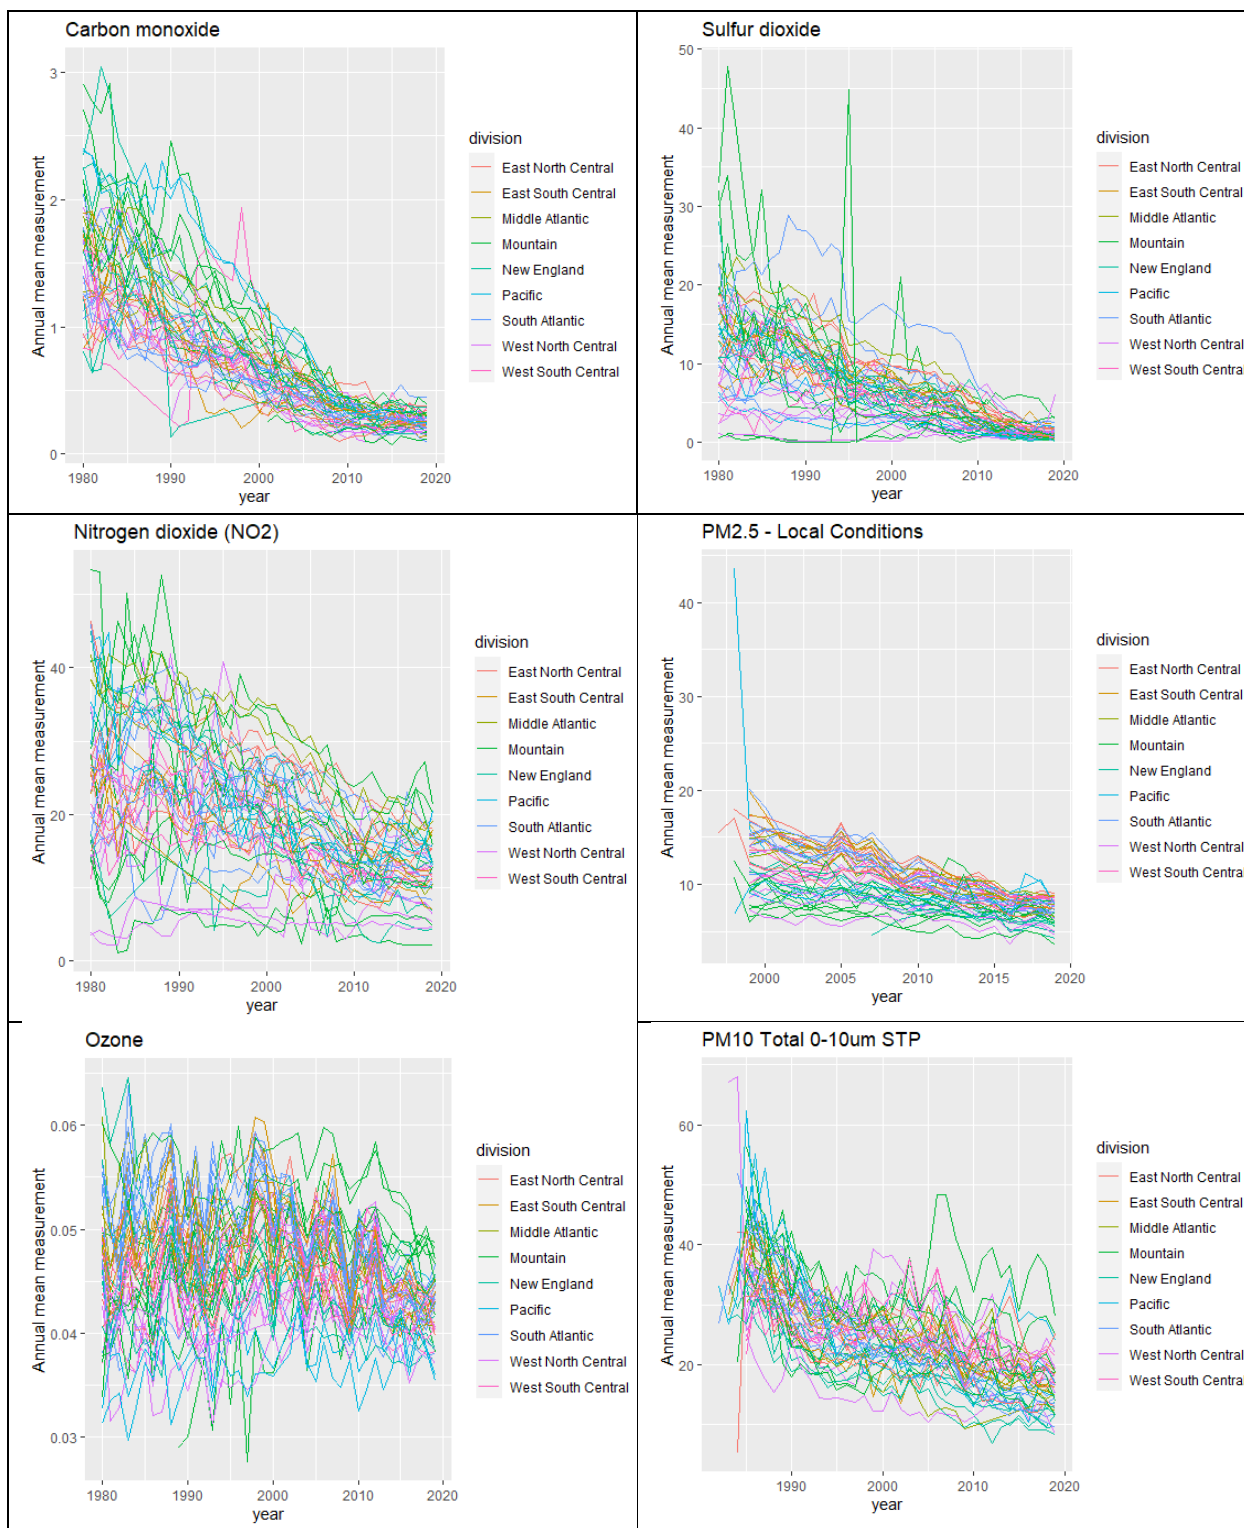 Carbon monoxide
3
2
1
0
Annual mean measurement
1980
1990
2000
2010
2020
year
division
East North Central
East South Central
Middle Atlantic
Mountain
New England
Pacific
South Atlantic
West North Central
West South Central
Sulfur dioxide
50
40
30
20
10
0
Annual mean measurement
1980
1990
2000
2010
2020
year
division
East North Central
East South Central
Middle Atlantic
Mountain
New England
Pacific
South Atlantic
West North Central
West South Central
Nitrogen dioxide (NO2)
40
20
0
Annual mean measurement
1980
1990
2000
2010
2020
year
division
East North Central
East South Central
Middle Atlantic
Mountain
New England
Pacific
South Atlantic
West North Central
West South Central
PM2.5 - Local Conditions
40
30
20
10
Annual mean measurement
2000
2005
2010
2015
2020
year
division
East North Central
East South Central
Middle Atlantic
Mountain
New England
Pacific
South Atlantic
West North Central
West South Central
Ozone
0.06
0.05
0.04
0.03
Annual mean measurement
1980
1990
2000
2010
2020
year
division
East North Central
East South Central
Middle Atlantic
Mountain
New England
Pacific
South Atlantic
West North Central
West South Central
PM10 Total 0-10um STP
60
40
20
Annual mean measurement
1990
2000
2010
2020
year
division
East North Central
East South Central
Middle Atlantic
Mountain
New England
Pacific
South Atlantic
West North Central
West South Central